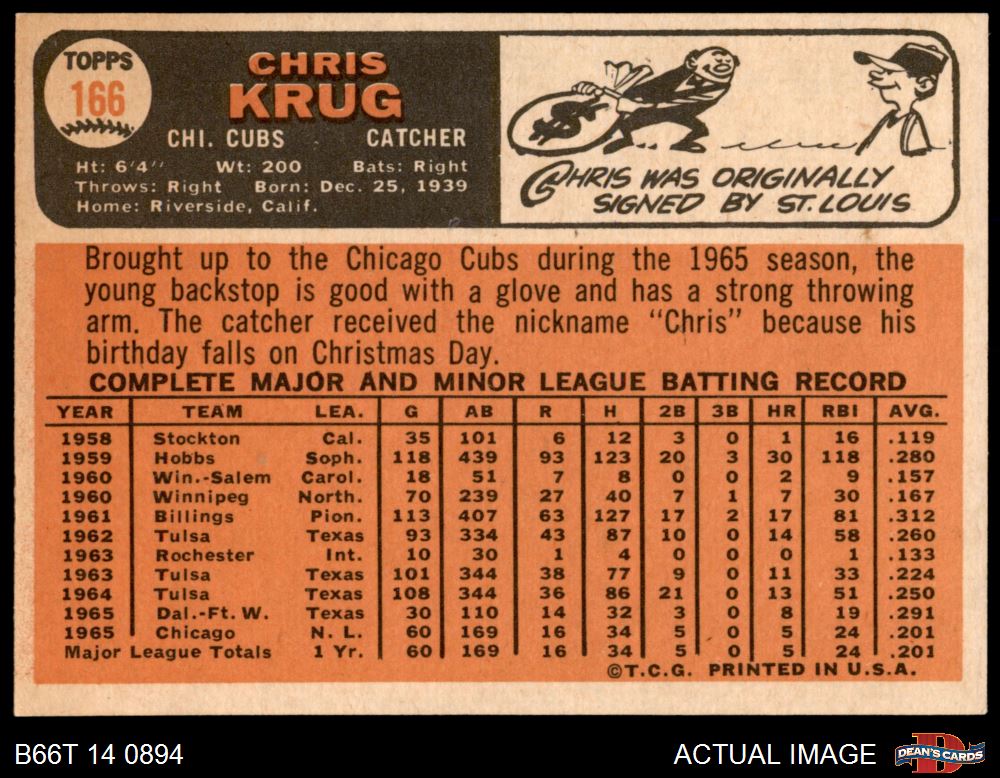 TOPPS
166
CHRIS
KRUG
CHI. CUBS CATCHER
Ht: 6'4" Wt: 200 Bats: Right
Throws: Right Born: Dec. 25, 1939
Home: Riverside, Calif.
$
CHRIS WAS ORIGINALLY
SIGNED BY ST. LOUIS
Brought up to the Chicago Cubs during the 1965 season, the
young backstop is good with a glove and has a strong throwing
arm. The catcher received the nickname "Chris" because his
birthday falls on Christmas Day.
COMPLETE MAJOR AND MINOR LEAGUE BATTING RECORD
YEAR TEAM LEA. G AB R H 2B 3B HR RBI AVG.
1958 Stockton Cal. 35 101 6 12 3 0 1 16 .119
1959 Hobbs Soph. 118 439 93 123 20 3 30 118 .280
1960 Win.-Salem Carol. 18 51 7 8 0 0 2 9 .157
1960 Winnipeg North. 70 239 27 40 7 1 7 30 .167
1961 Billings Pion. 113 407 63 127 17 2 17 81 .312
1962 Tulsa Texas 93 334 43 87 10 0 14 58 .260
1963 Rochester Int. 10 30 1 4 0 0 0 1 .133
1963 Tulsa Texas 101 344 38 77 9 0 11 33 .224
1964 Tulsa Texas 108 344 36 86 21 0 13 51 .250
1965 Dal.-Ft. W. Texas 30 110 14 32 3 0 8 19 .291
1965 Chicago N. L. 60 169 16 34 5 0 5 24 .201
Major League Totals 1 Yr. 60 169 16 34 5 0 5 24 .201
©T.C.G. PRINTED IN U.S.A.
B66T 14 0894 ACTUAL IMAGE
D
DEAN'S CARDS